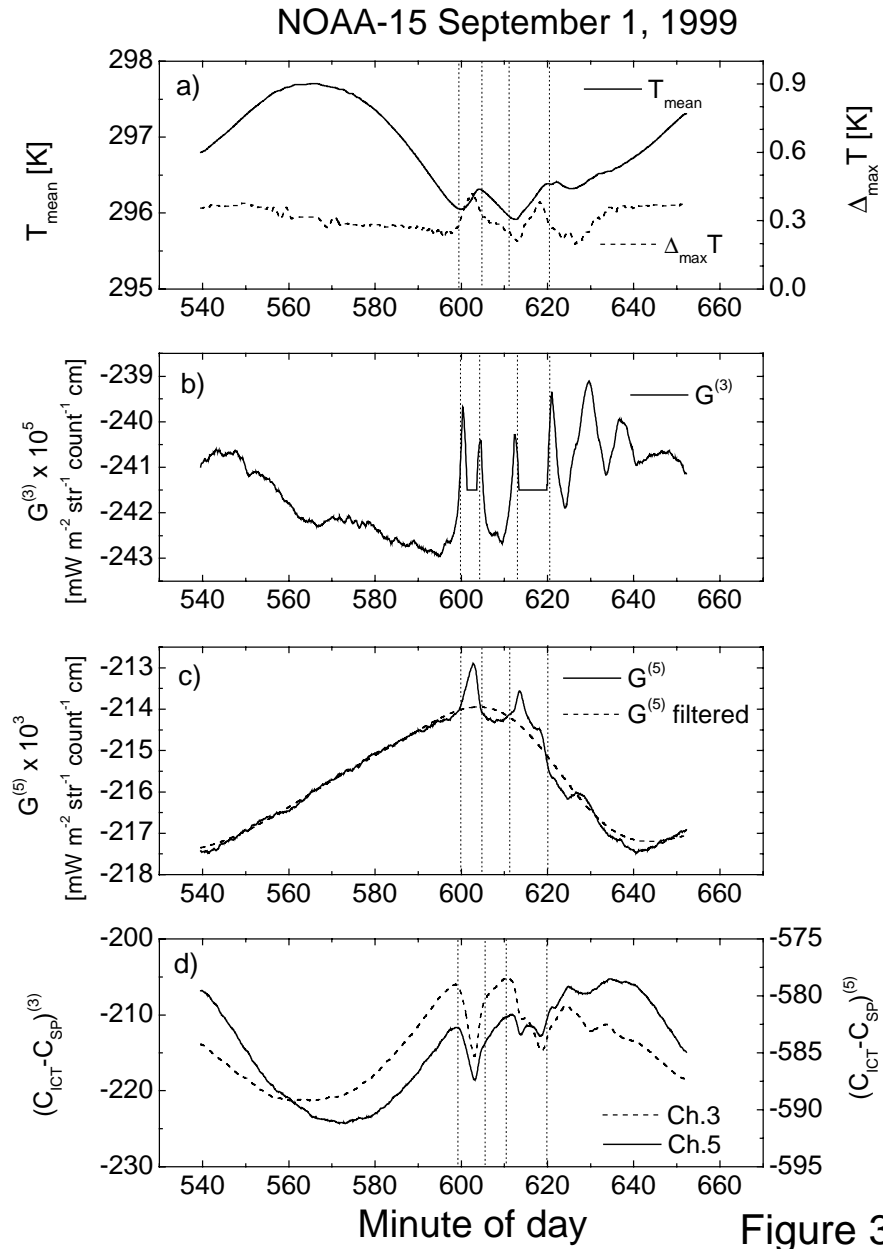 NOAA-15 September 1, 1999
a)
T_mean [K]
298
297
296
295
T_mean
Δ_maxT
0.9
0.6
0.3
0.0
Δ_max T [K]
540 560 580 600 620 640 660
b)
G^(3) x 10^5
[mW m^-2 str^-1 count^-1 cm]
-239
-240
-241
-242
-243
G^(3)
540 560 580 600 620 640 660
c)
G^(5) x 10^3
[mW m^-2 str^-1 count^-1 cm]
-213
-214
-215
-216
-217
-218
G^(5)
G^(5) filtered
540 560 580 600 620 640 660
d)
(C_ICT-C_SP)^(3)
-200
-210
-220
-230
Ch.3
Ch.5
-575
-580
-585
-590
-595
(C_ICT-C_SP)^(5)
540 560 580 600 620 640 660
Minute of day
Figure 3